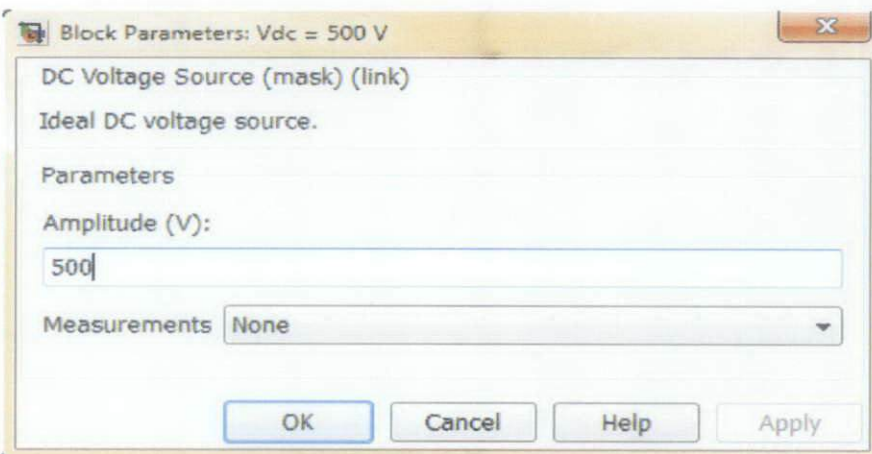 Block Parameters: Vdc = 500 V
DC Voltage Source (mask) (link)
Ideal DC voltage source.
Parameters
Amplitude (V):
500
Measurements None
OK Cancel Help Apply